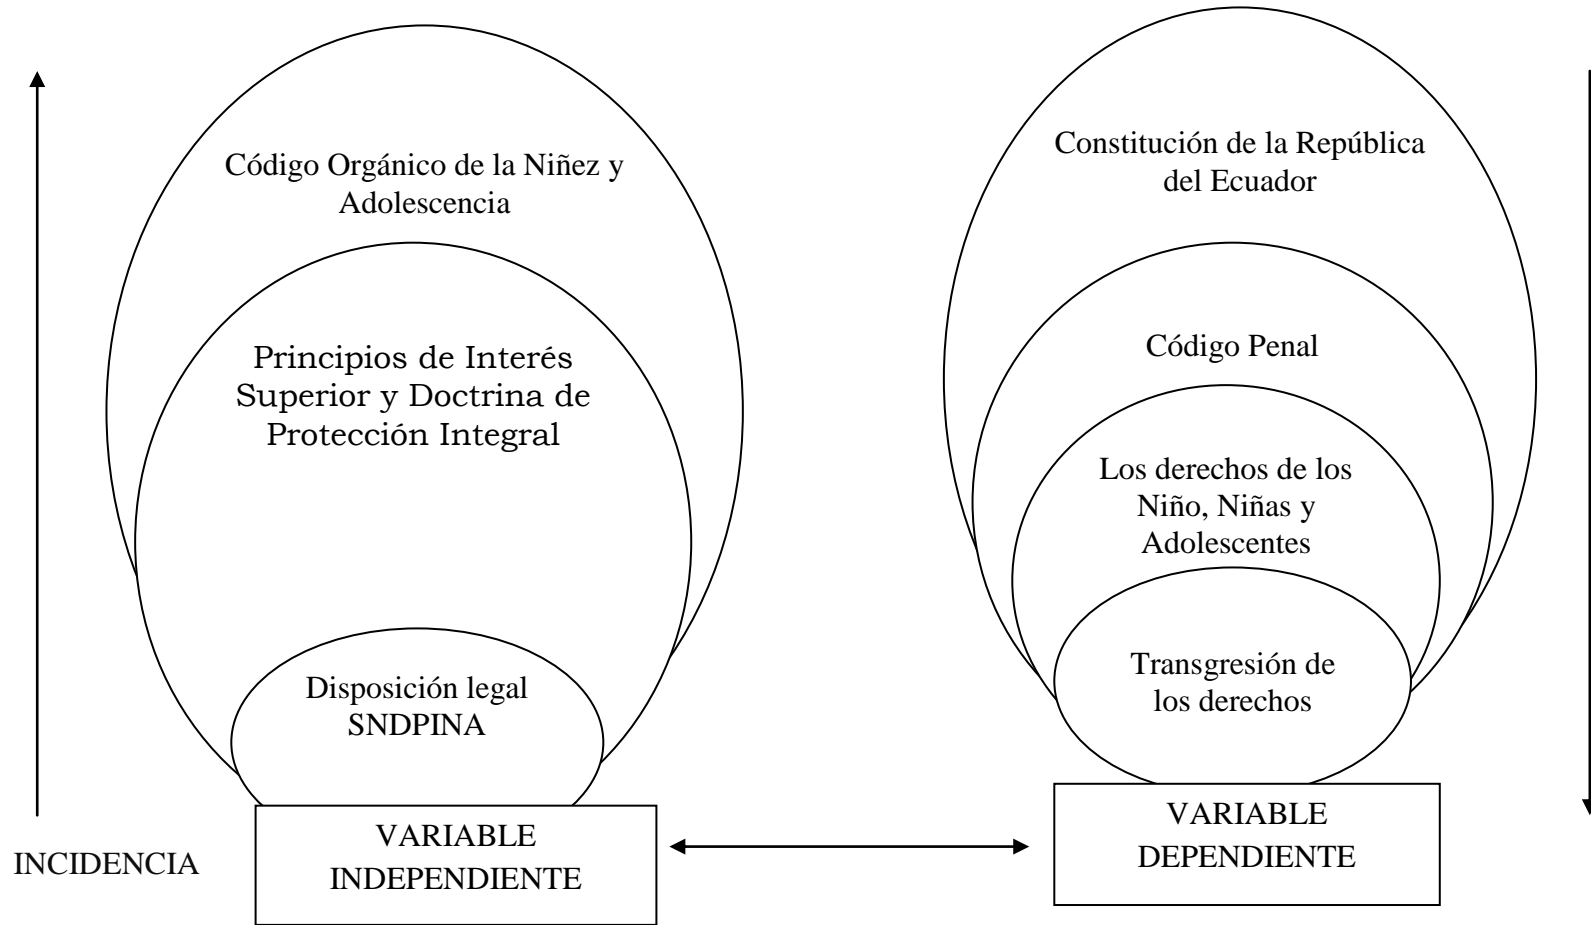 Código Orgánico de la Niñez y
Adolescencia
Principios de Interés
Superior y Doctrina de
Protección Integral
Disposición legal
SNDPINA
VARIABLE
INDEPENDIENTE
INCIDENCIA
Constitución de la República
del Ecuador
Código Penal
Los derechos de los
Niño, Niñas y
Adolescentes
Transgresión de
los derechos
VARIABLE
DEPENDIENTE